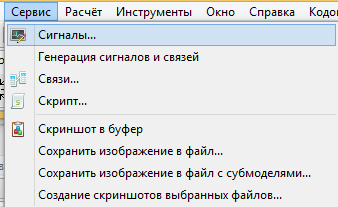 Сервис Расчёт Инструменты Окно Справка
Сигналы...
Генерация сигналов и связей
Связи...
Скрипт...
Скриншот в буфер
Сохранить изображение в файл...
Сохранить изображение в файл с субмоделями...
Создание скриншотов выбранных файлов...